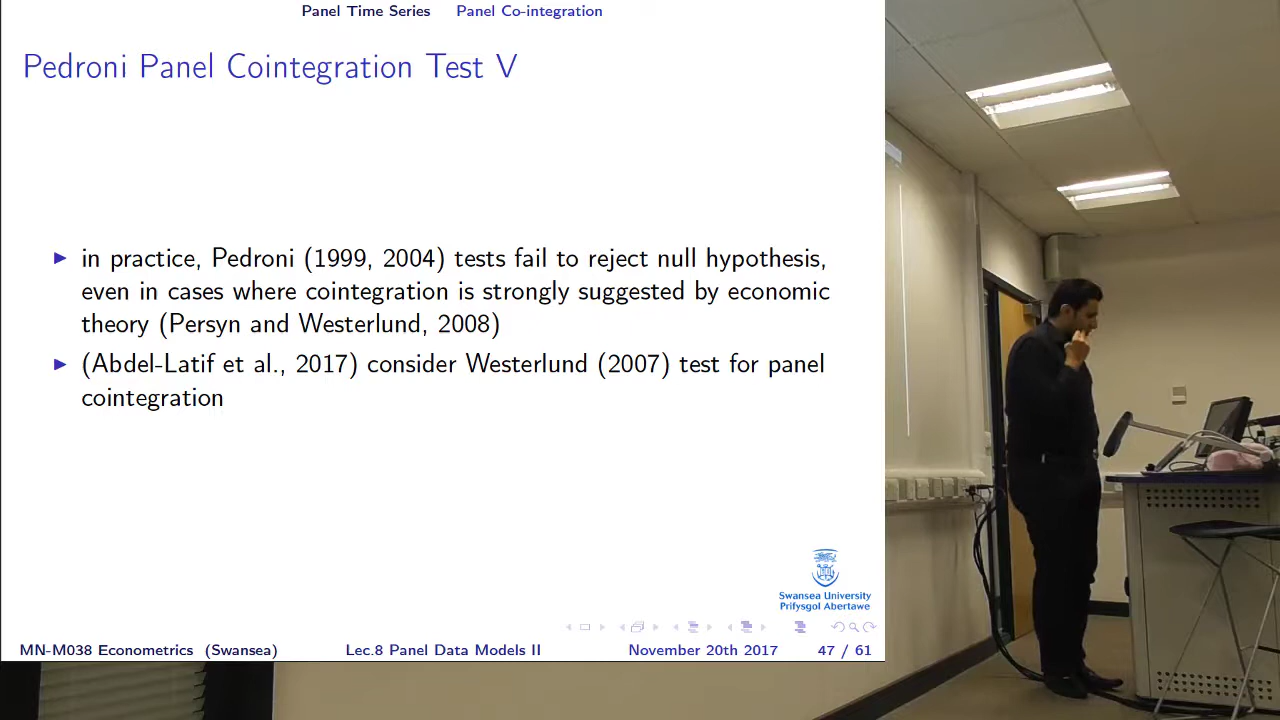 Panel Time Series Panel Co-integration
Pedroni Panel Cointegration Test V
in practice, Pedroni (1999, 2004) tests fail to reject null hypothesis,
even in cases where cointegration is strongly suggested by economic
theory (Persyn and Westerlund, 2008)
(Abdel-Latif et al., 2017) consider Westerlund (2007) test for panel
cointegration
Swansea University
Prifysgol Abertawe
MN-M038 Econometrics (Swansea) Lec.8 Panel Data Models II November 20th 2017 47 / 61